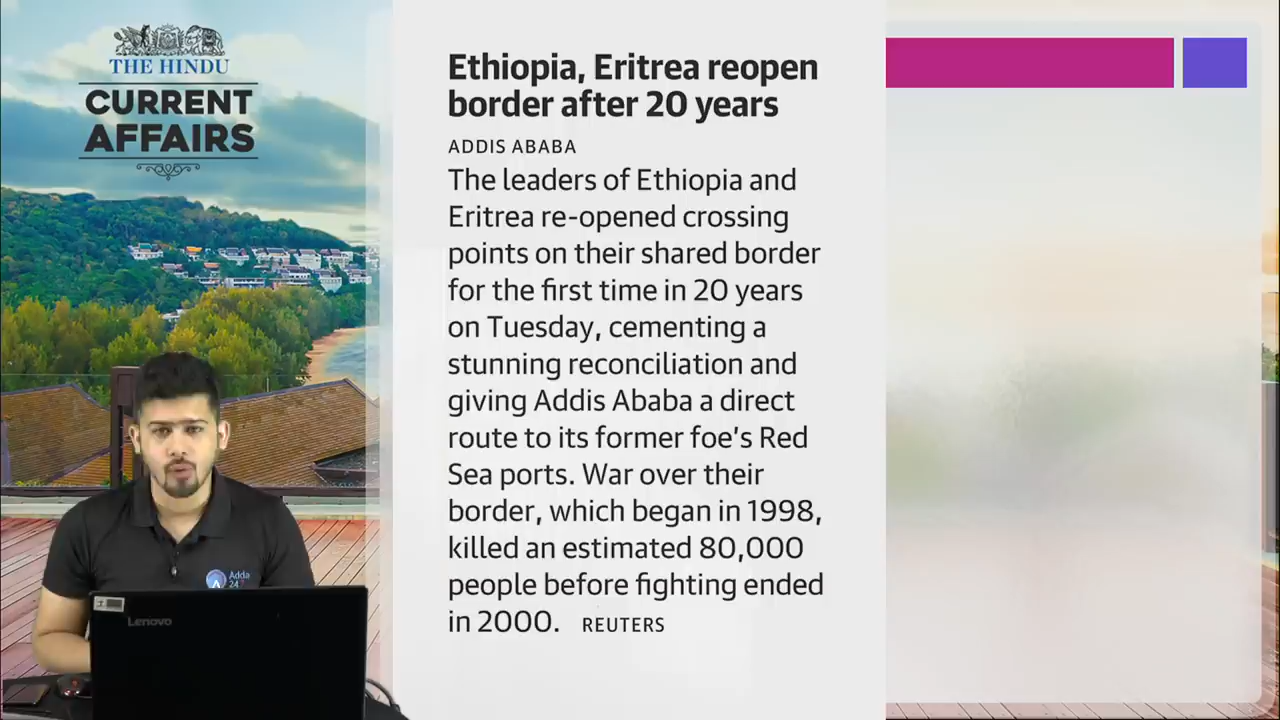 THE HINDU
CURRENT
AFFAIRS
Ethiopia, Eritrea reopen
border after 20 years
ADDIS ABABA
The leaders of Ethiopia and
Eritrea re-opened crossing
points on their shared border
for the first time in 20 years
on Tuesday, cementing a
stunning reconciliation and
giving Addis Ababa a direct
route to its former foe's Red
Sea ports. War over their
border, which began in 1998,
killed an estimated 80,000
people before fighting ended
in 2000. REUTERS
Adda
24
Lenovo